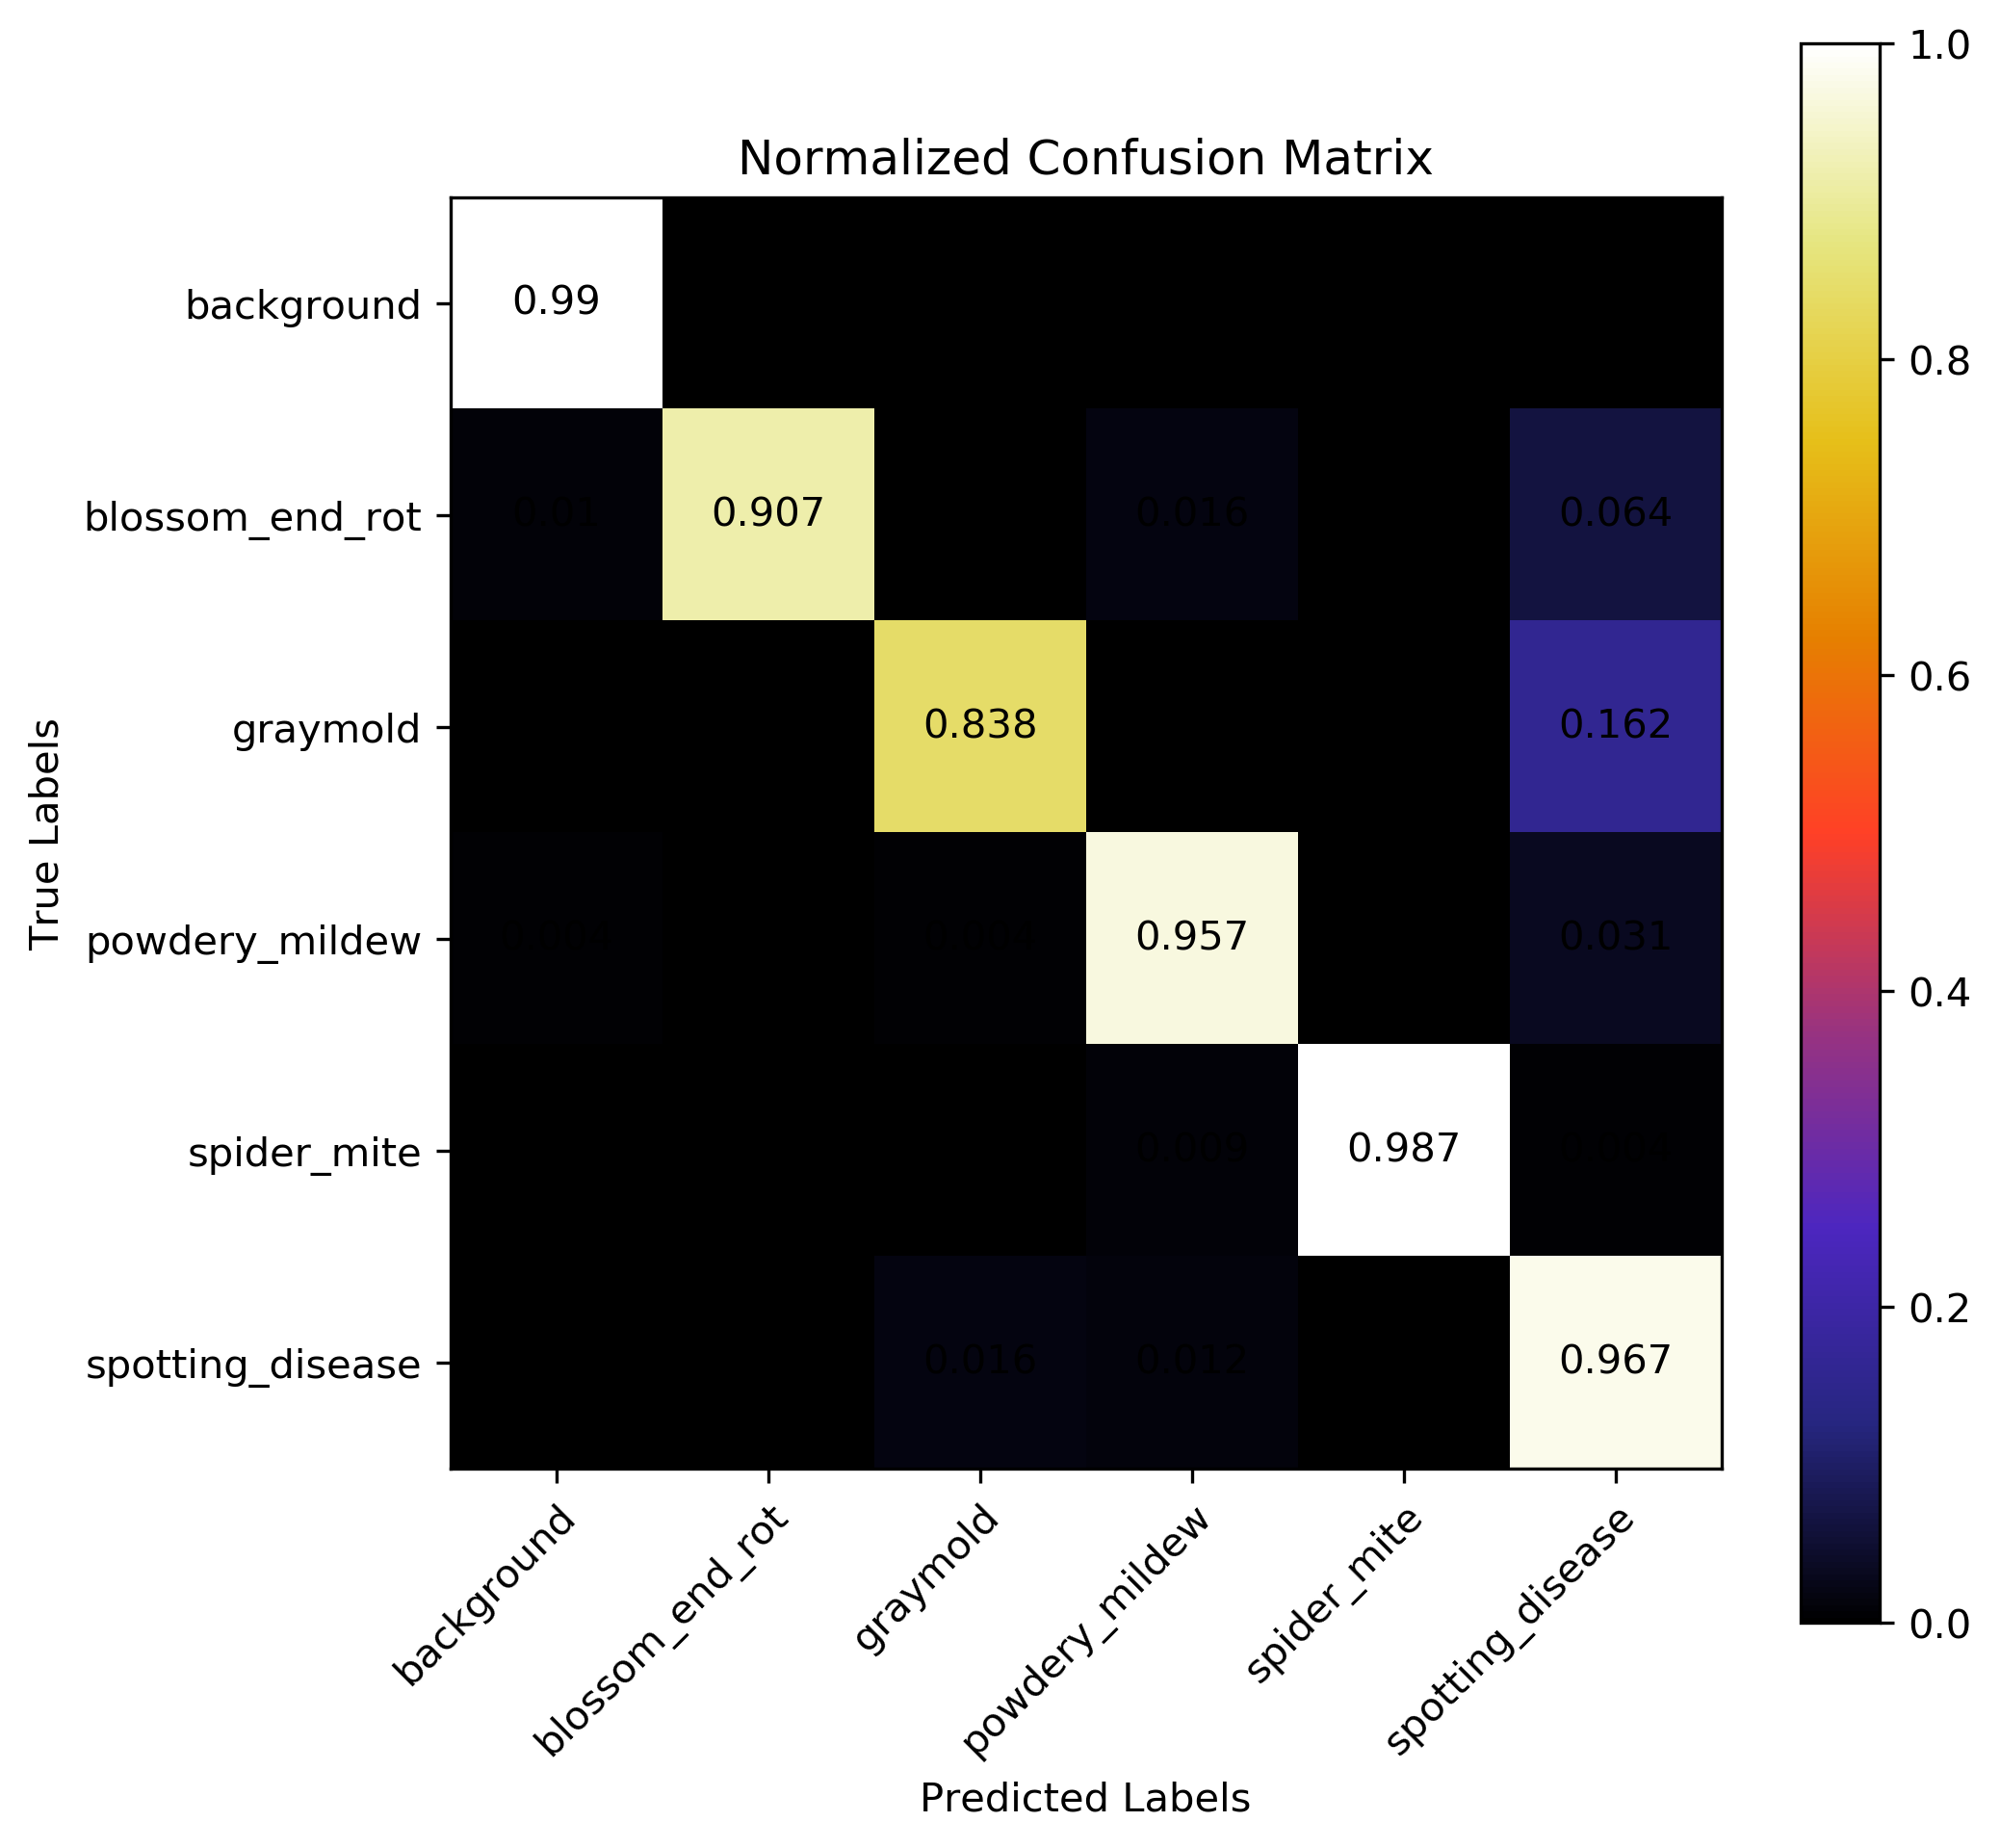 Normalized Confusion Matrix
1.0
0.8
0.6
0.4
0.2
0.0
True Labels
background 0.99
blossom_end_rot 0.01 0.907 0.016 0.064
graymold 0.838 0.162
powdery_mildew 0.004 0.957 0.031
spider_mite 0.009 0.987
spotting_disease 0.016 0.012 0.967
background blossom_end_rot graymold powdery_mildew spider_mite spotting_disease
Predicted Labels